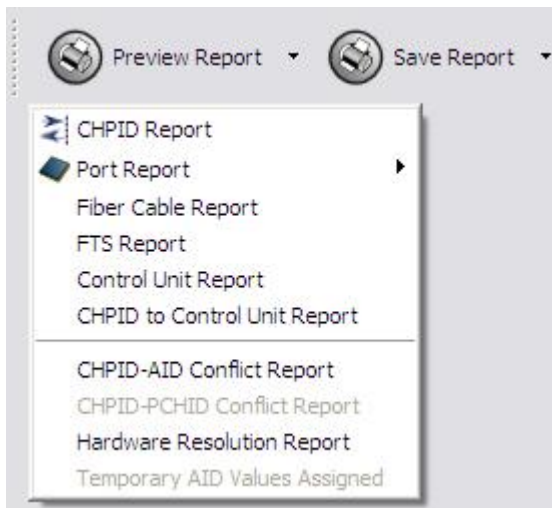 Preview Report Save Report
CHPID Report
Port Report
Fiber Cable Report
FTS Report
Control Unit Report
CHPID to Control Unit Report
CHPID-AID Conflict Report
CHPID-PCHID Conflict Report
Hardware Resolution Report
Temporary AID Values Assigned